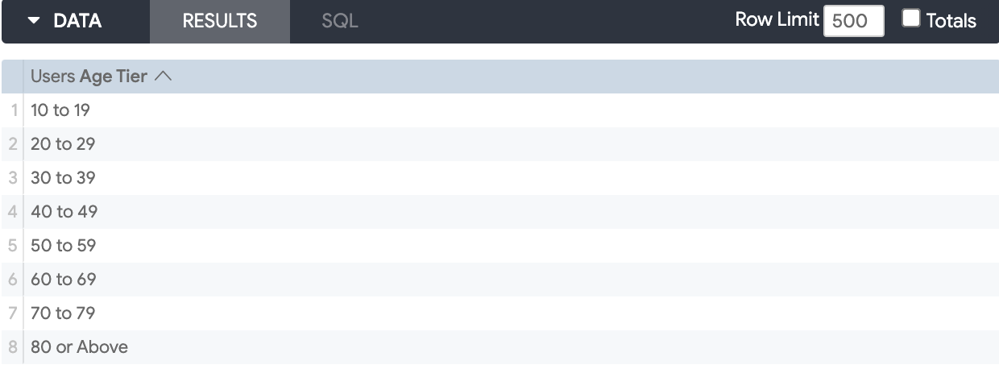 DATA RESULTS SQL Row Limit 500 Totals
Users Age Tier
1 10 to 19
2 20 to 29
3 30 to 39
4 40 to 49
5 50 to 59
6 60 to 69
7 70 to 79
8 80 or Above